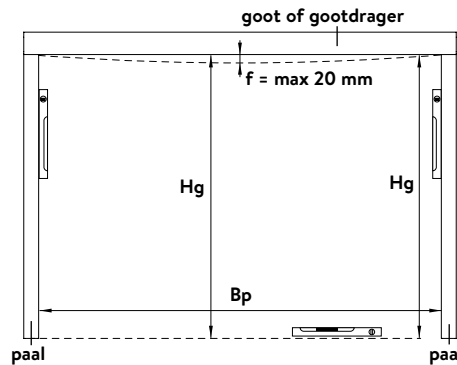 goot of gootdrager
f = max 20 mm
Hg
Hg
Bp
paal
paa